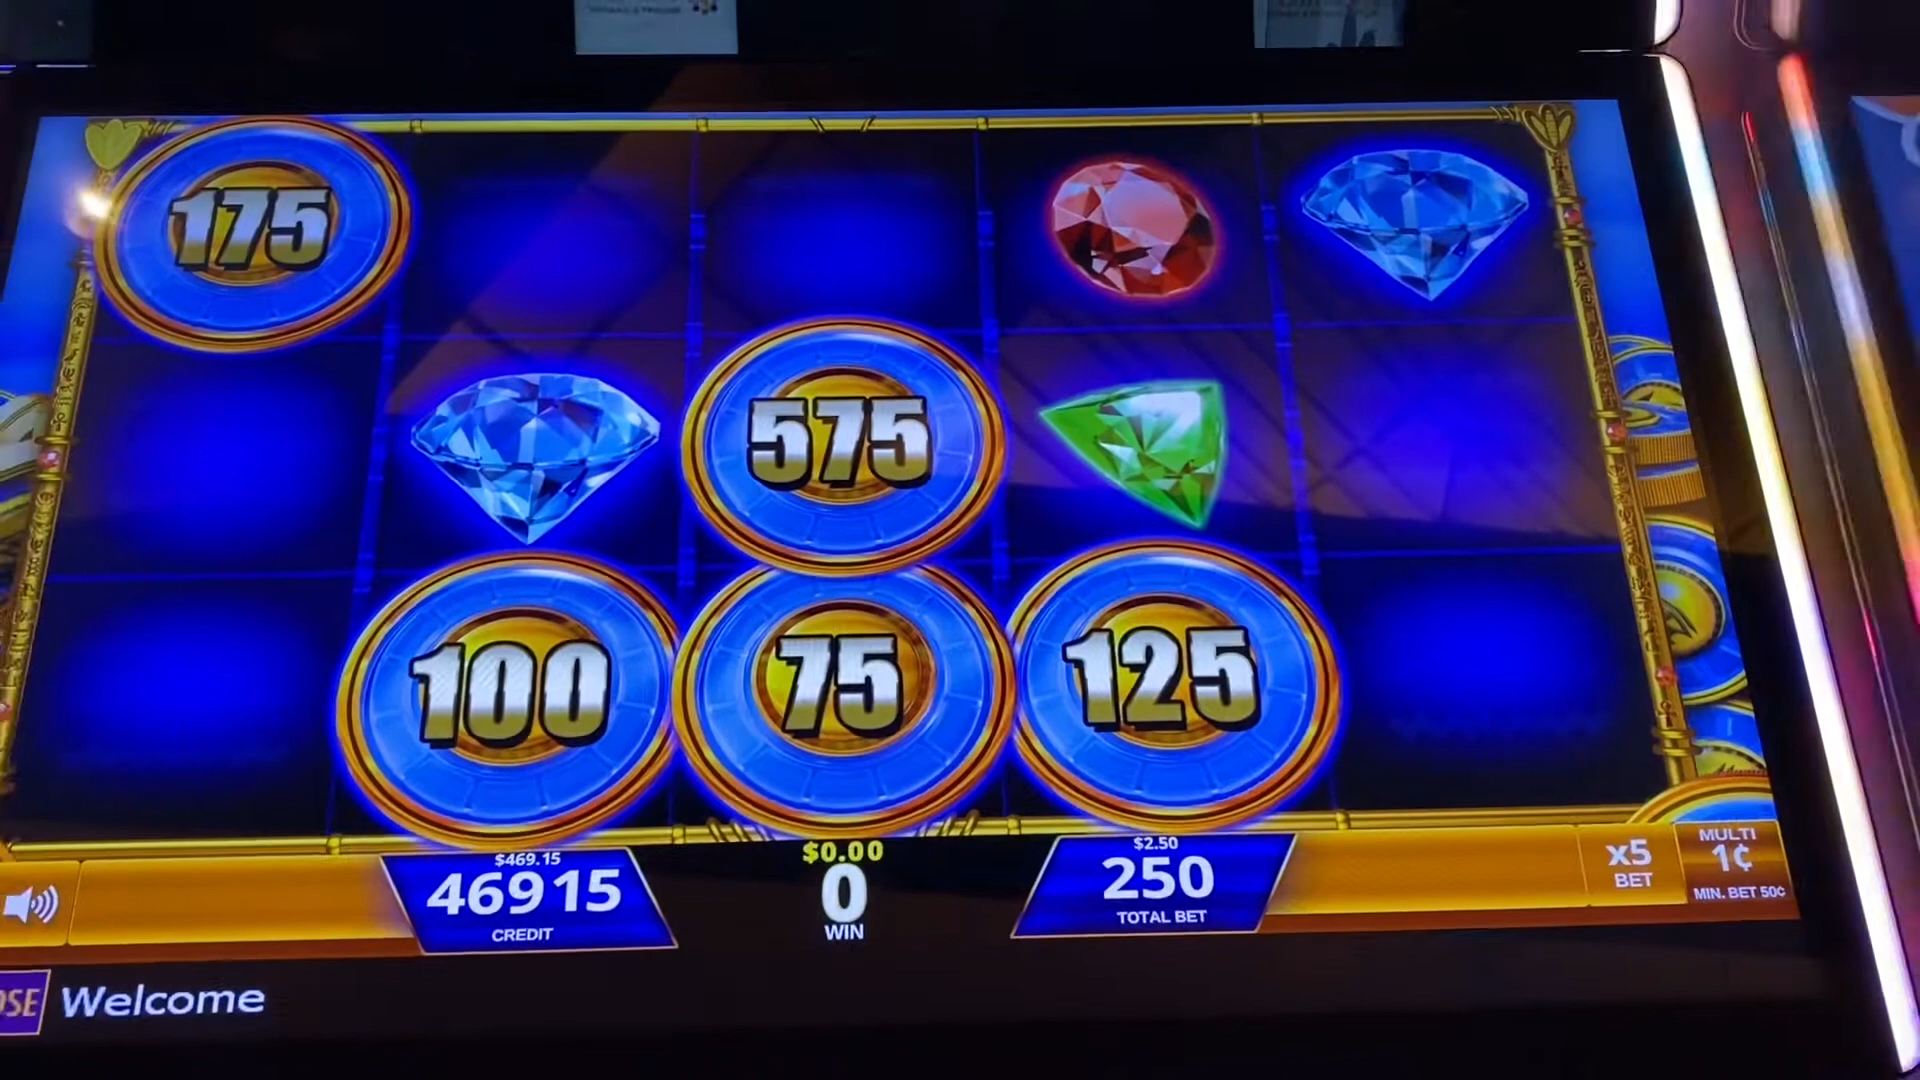 175
575
100
75
125
$469.15
46915
CREDIT
$0.00
0
WIN
$2.50
250
TOTAL BET
x5
BET
MULTI
1¢
MIN. BET 50¢
OSE
Welcome